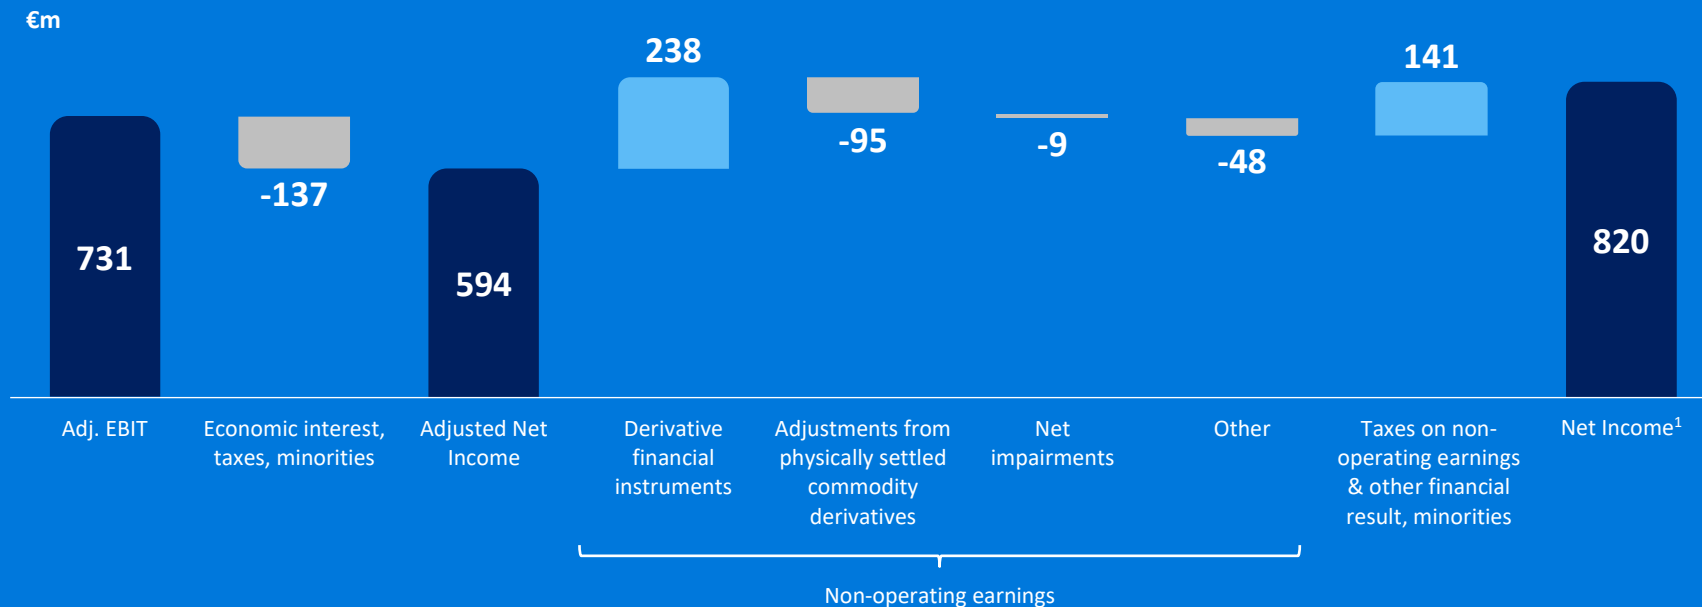 €m
238
141
-95
-9
-48
-137
731
594
820
Adj. EBIT
Economic interest,
taxes, minorities
Adjusted Net
Income
Derivative
financial
instruments
Adjustments from
physically settled
commodity
derivatives
Net
impairments
Other
Taxes on non-
operating earnings
& other financial
result, minorities
Net Income¹
Non-operating earnings